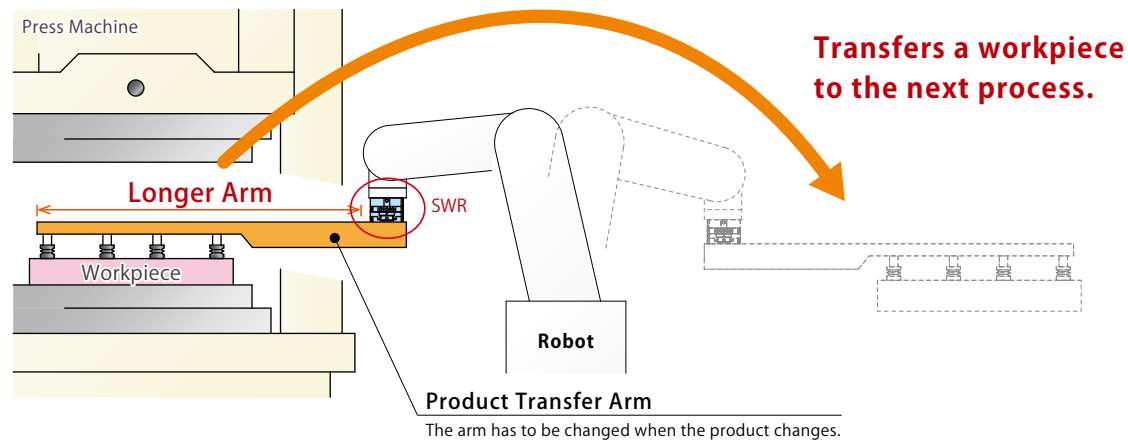 Press Machine
Transfers a workpiece
to the next process.
Longer Arm
SWR
Workpiece
Robot
Product Transfer Arm
The arm has to be changed when the product changes.